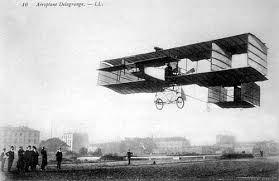 10 - Aéroplane Delagrange. — LL.